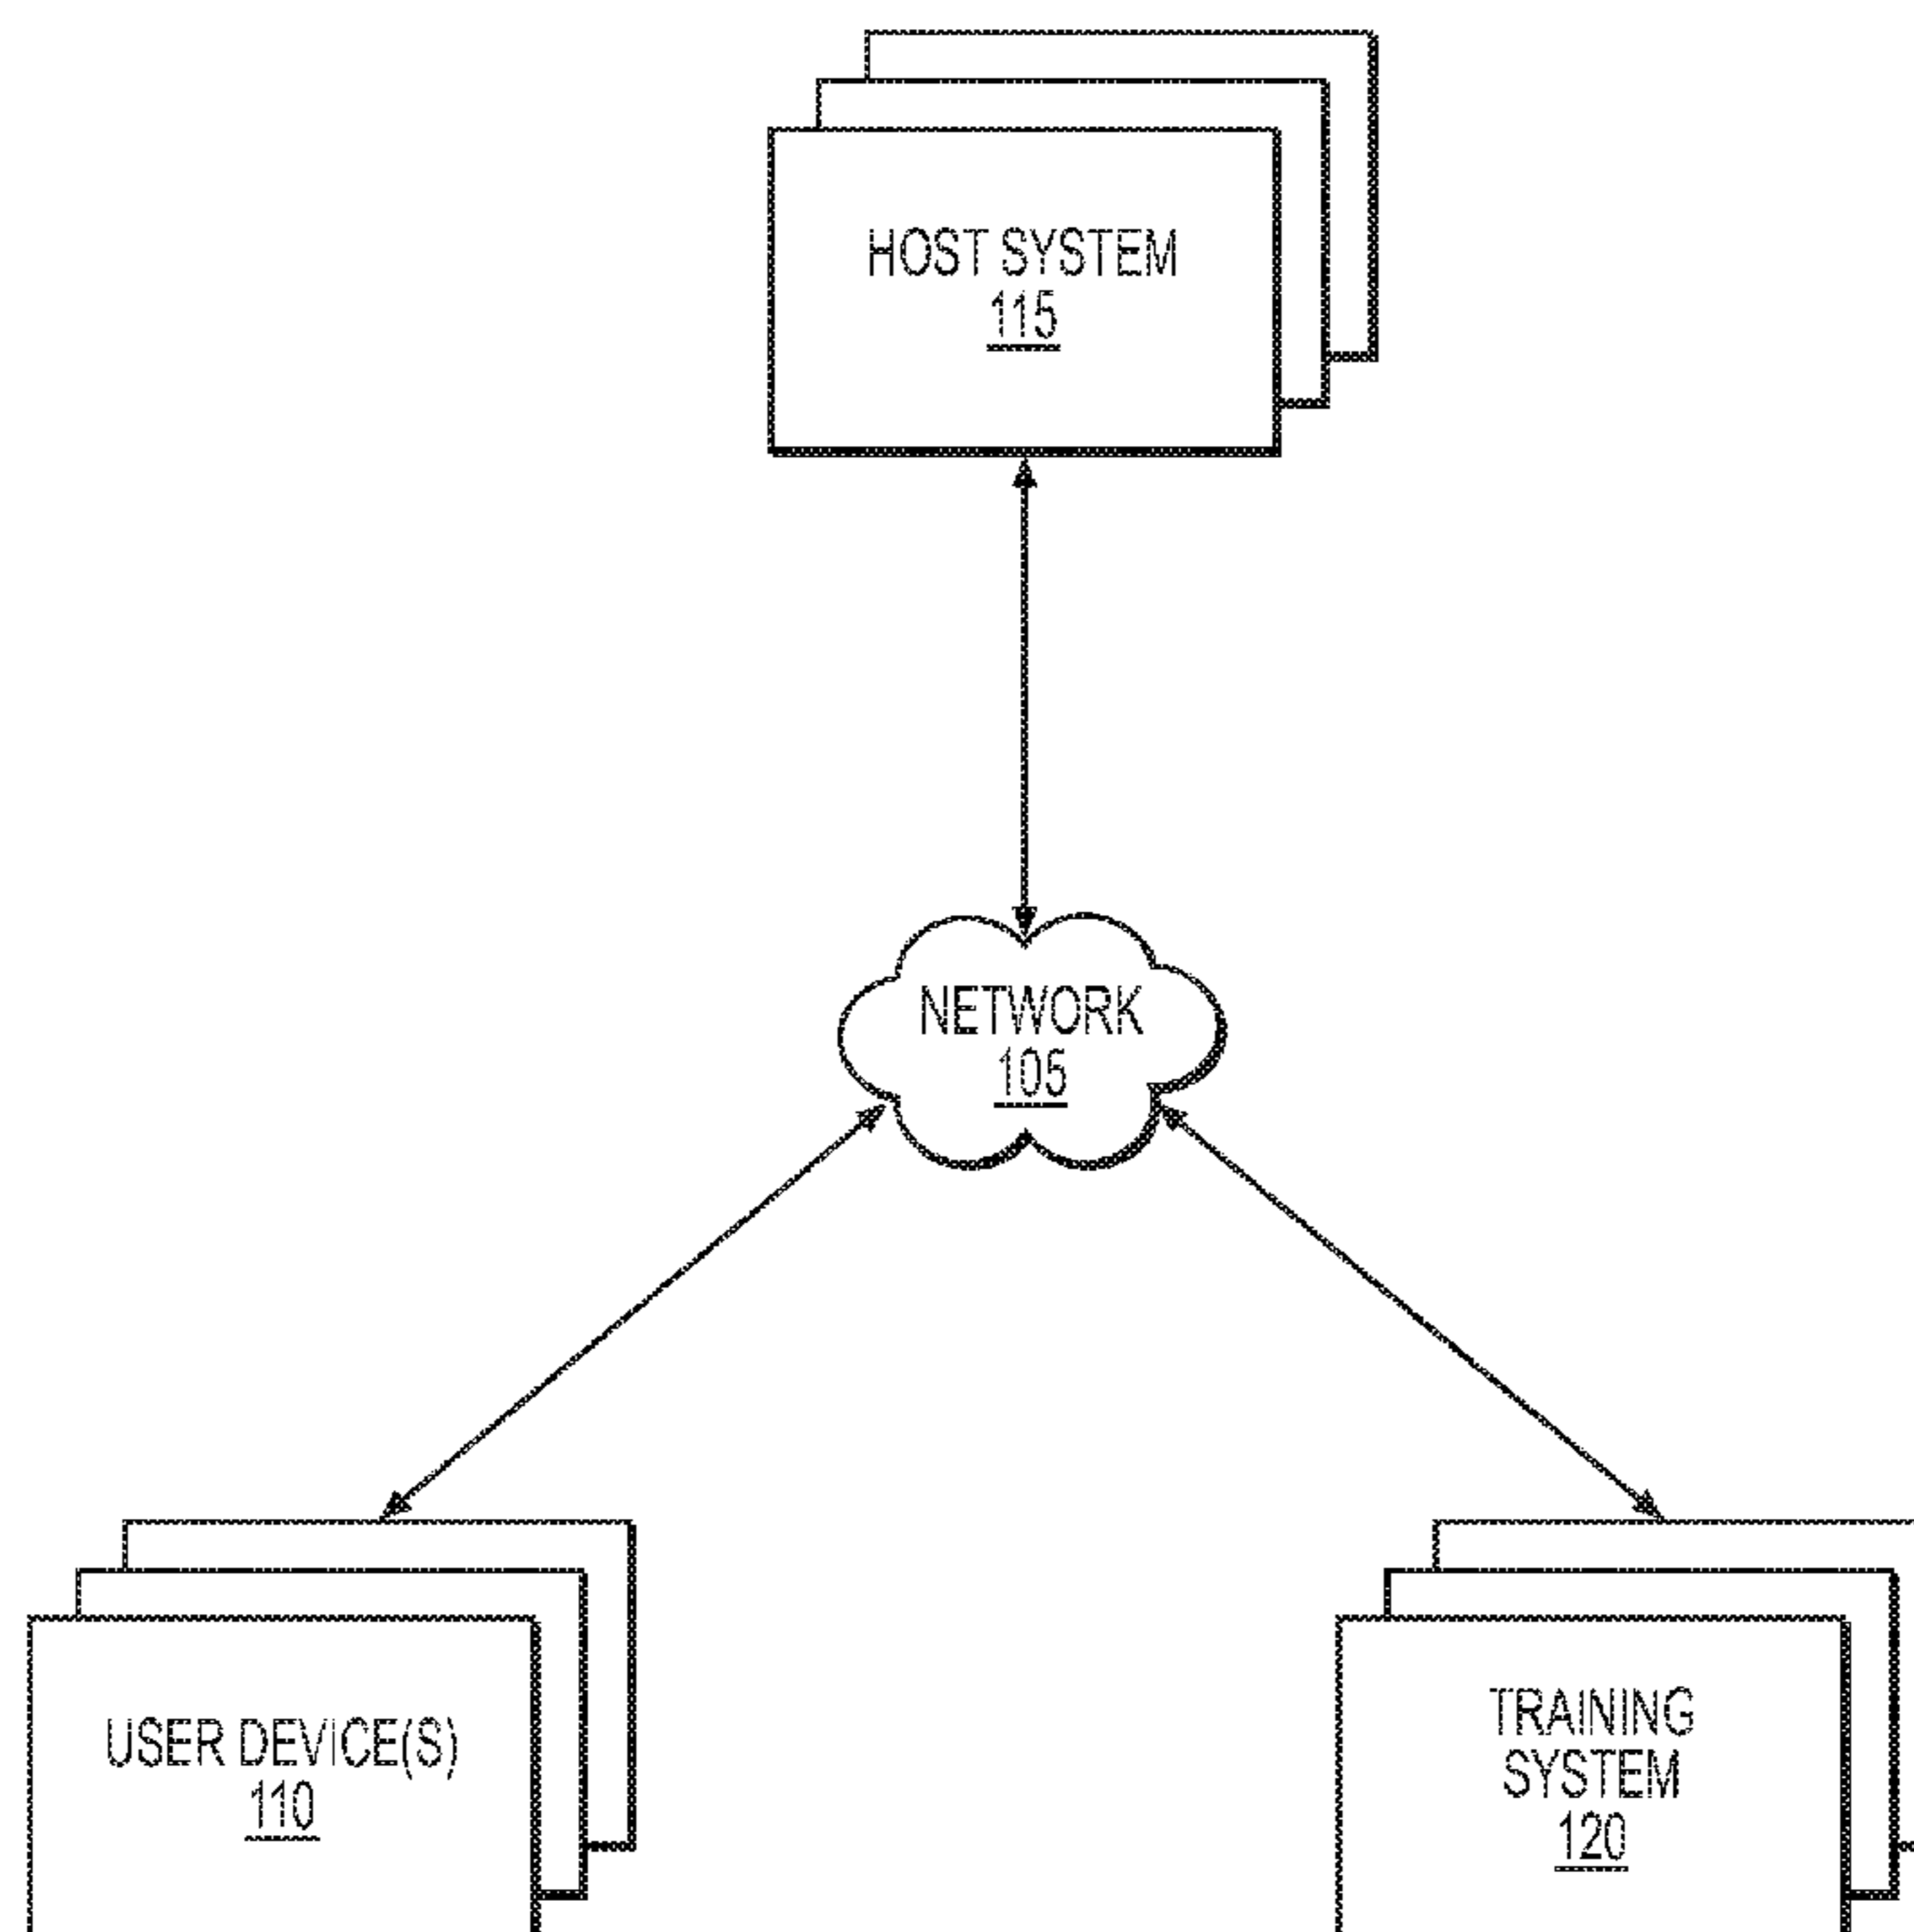 HOST SYSTEM
115
NETWORK
105
USER DEVICE(S)
110
TRAINING
SYSTEM
120